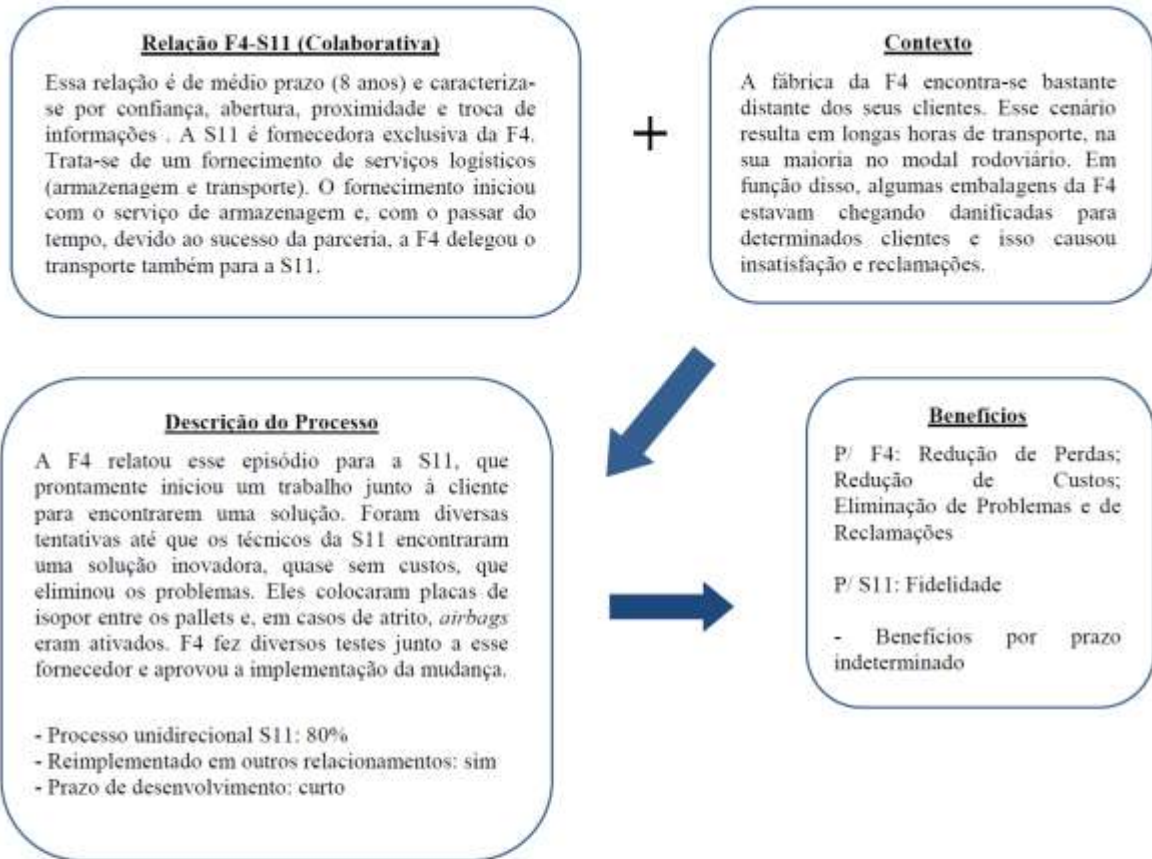 Relação F4-S11 (Colaborativa)
Essa relação é de médio prazo (8 anos) e caracteriza-
se por confiança, abertura, proximidade e troca de
informações . A S11 é fornecedora exclusiva da F4.
Trata-se de um fornecimento de serviços logísticos
(armazenagem e transporte). O fornecimento iniciou
com o serviço de armazenagem e, com o passar do
tempo, devido ao sucesso da parceria, a F4 delegou o
transporte também para a S11.
+
Contexto
A fábrica da F4 encontra-se bastante
distante dos seus clientes. Esse cenário
resulta em longas horas de transporte, na
sua maioria no modal rodoviário. Em
função disso, algumas embalagens da F4
estavam chegando danificadas para
determinados clientes e isso causou
insatisfação e reclamações.
Descrição do Processo
A F4 relatou esse episódio para a S11, que
prontamente iniciou um trabalho junto à cliente
para encontrarem uma solução. Foram diversas
tentativas até que os técnicos da S11 encontraram
uma solução inovadora, quase sem custos, que
eliminou os problemas. Eles colocaram placas de
isopor entre os pallets e, em casos de atrito, airbags
eram ativados. F4 fez diversos testes junto a esse
fornecedor e aprovou a implementação da mudança.
- Processo unidirecional S11: 80%
- Reimplementado em outros relacionamentos: sim
- Prazo de desenvolvimento: curto
Benefícios
P/ F4: Redução de Perdas;
Redução de Custos;
Eliminação de Problemas e de
Reclamações
P/ S11: Fidelidade
- Benefícios por prazo
indeterminado